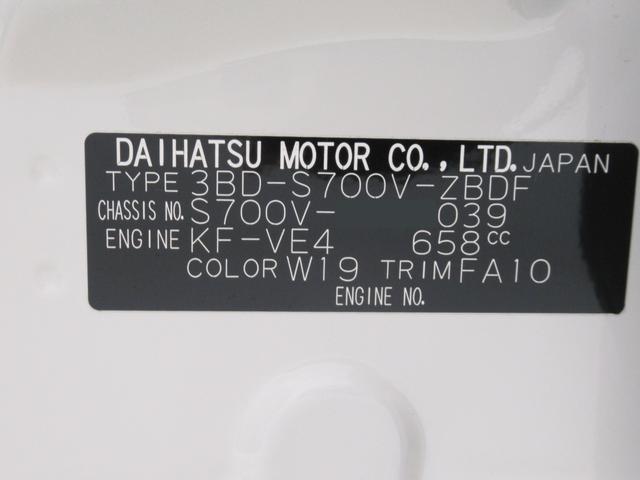 DAIHATSU MOTOR CO., LTD. JAPAN
TYPE 3BD-S700V-ZBDF
CHASSIS NO. S700V- 039
ENGINE KF-VE4 658cc
COLOR W19 TRIM FA10
ENGINE NO.